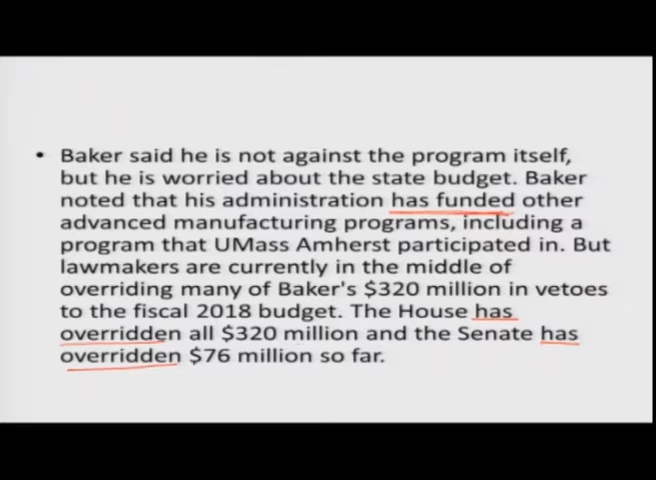 • Baker said he is not against the program itself,
but he is worried about the state budget. Baker
noted that his administration has funded other
advanced manufacturing programs, including a
program that UMass Amherst participated in. But
lawmakers are currently in the middle of
overriding many of Baker's $320 million in vetoes
to the fiscal 2018 budget. The House has
overridden all $320 million and the Senate has
overridden $76 million so far.